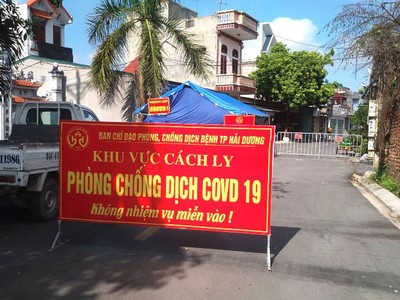 BAN CHỈ ĐẠO PHÒNG, CHỐNG DỊCH BỆNH TP HẢI DƯƠNG
KHU VỰC CÁCH LY
PHÒNG CHỐNG DỊCH COVD 19
Không nhiệm vụ miễn vào !
11986